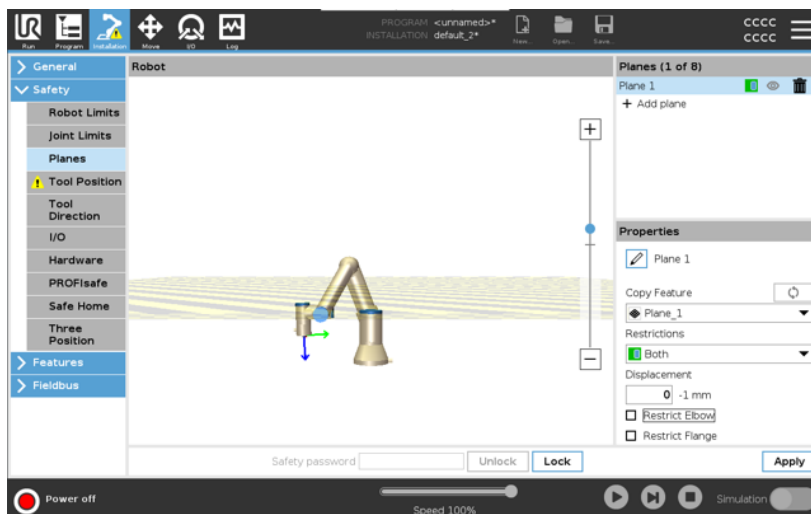 PROGRAM <unnamed>*
INSTALLATION default_2*
Run
Program
Installation
Move
I/O
Log
New...
Open...
Save...
CCCC
CCCC
General
Safety
Robot Limits
Joint Limits
Planes
Tool Position
Tool
Direction
I/O
Hardware
PROFIsafe
Safe Home
Three
Position
Features
Fieldbus
Robot
Planes (1 of 8)
Plane 1
+ Add plane
Properties
Plane 1
Copy Feature
Plane_1
Restrictions
Both
Displacement
0 -1 mm
Restrict Elbow
Restrict Flange
Safety password
Unlock
Lock
Apply
Power off
Speed 100%
Simulation